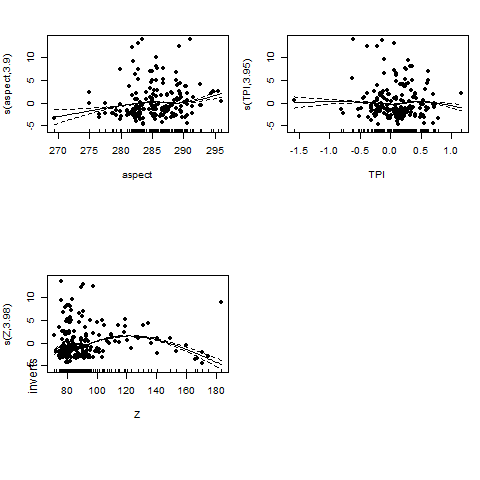 s(aspect,3.9)
-5 0 5 10
270 275 280 285 290 295
aspect
s(TPI,3.95)
-5 0 5 10
-1.5 -1.0 -0.5 0.0 0.5 1.0
TPI
s(Z,3.98)
inverts
-5 0 5 10
80 100 120 140 160 180
Z